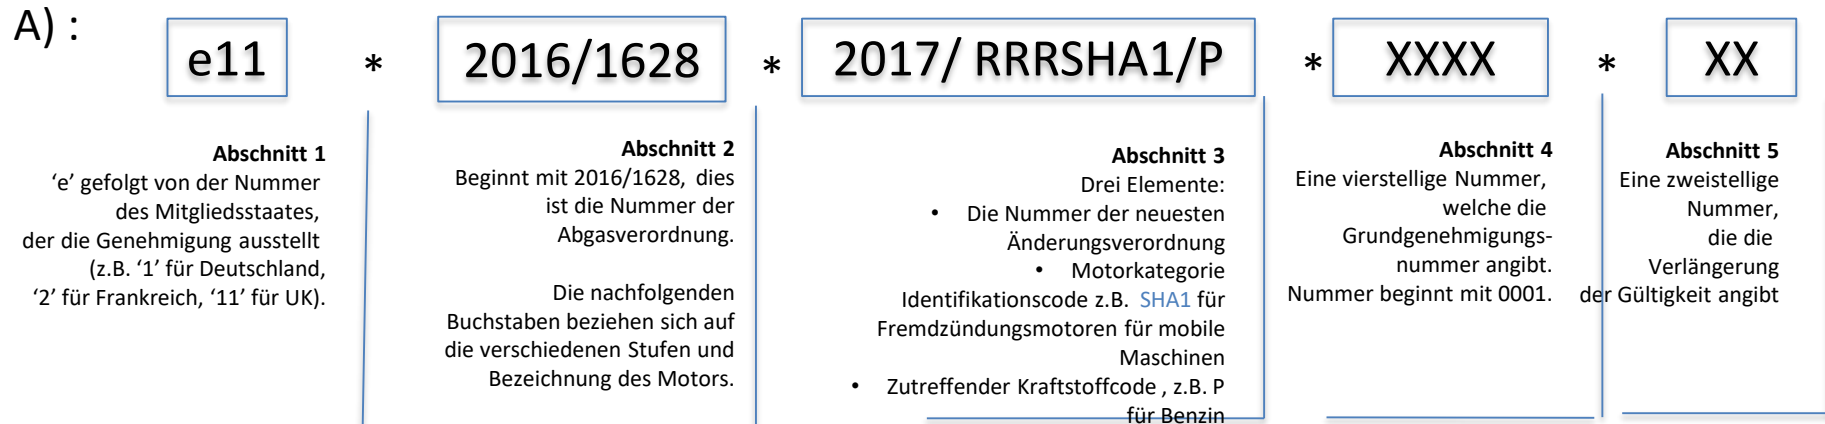 A) :
e11 * 2016/1628 * 2017/ RRRSHA1/P * XXXX * XX
Abschnitt 1
‘e’ gefolgt von der Nummer
des Mitgliedsstaates,
der die Genehmigung ausstellt
(z.B. ‘1’ für Deutschland,
‘2’ für Frankreich, ‘11’ für UK).
Abschnitt 2
Beginnt mit 2016/1628, dies
ist die Nummer der
Abgasverordnung.
Die nachfolgenden
Buchstaben beziehen sich auf
die verschiedenen Stufen und
Bezeichnung des Motors.
Abschnitt 3
Drei Elemente:
• Die Nummer der neuesten
Änderungsverordnung
• Motorkategorie
Identifikationscode z.B. SHA1 für
Fremdzündungsmotoren für mobile
Maschinen
• Zutreffender Kraftstoffcode , z.B. P
für Benzin
Abschnitt 4
Eine vierstellige Nummer,
welche die
Grundgenehmigungs-
nummer angibt.
Nummer beginnt mit 0001.
Abschnitt 5
Eine zweistellige
Nummer,
die die
Verlängerung
der Gültigkeit angibt